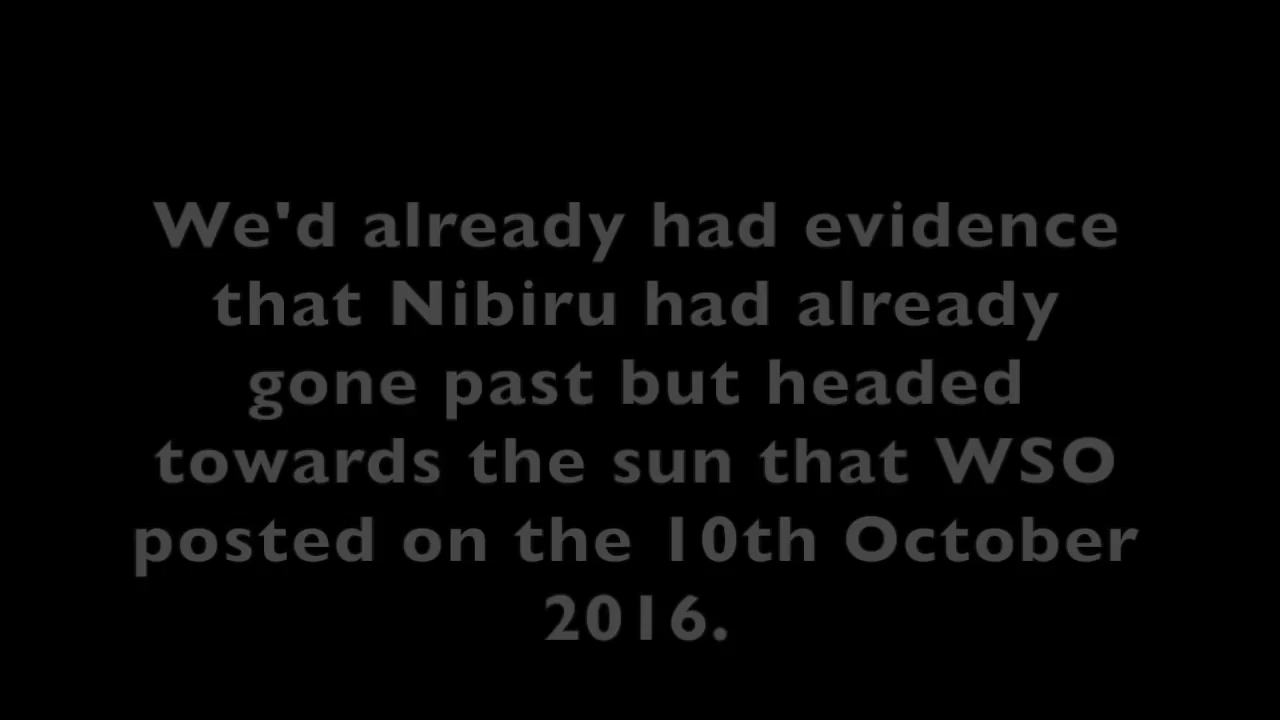 We'd already had evidence
that Nibiru had already
gone past but headed
towards the sun that WSO
posted on the 10th October
2016.